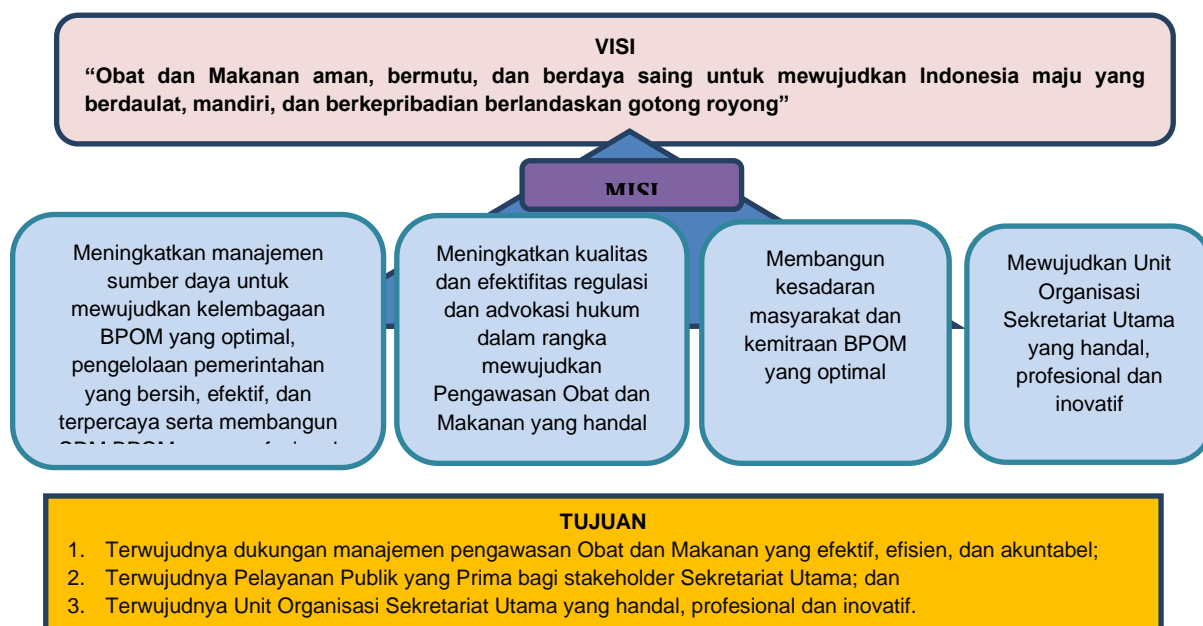 VISI
“Obat dan Makanan aman, bermutu, dan berdaya saing untuk mewujudkan Indonesia maju yang
berdaulat, mandiri, dan berkepribadian berlandaskan gotong royong”
MISI
Meningkatkan manajemen
sumber daya untuk
mewujudkan kelembagaan
BPOM yang optimal,
pengelolaan pemerintahan
yang bersih, efektif, dan
terpercaya serta membangun
Meningkatkan kualitas
dan efektifitas regulasi
dan advokasi hukum
dalam rangka
mewujudkan
Pengawasan Obat dan
Makanan yang handal
Membangun
kesadaran
masyarakat dan
kemitraan BPOM
yang optimal
Mewujudkan Unit
Organisasi
Sekretariat Utama
yang handal,
profesional dan
inovatif
TUJUAN
1. Terwujudnya dukungan manajemen pengawasan Obat dan Makanan yang efektif, efisien, dan akuntabel;
2. Terwujudnya Pelayanan Publik yang Prima bagi stakeholder Sekretariat Utama; dan
3. Terwujudnya Unit Organisasi Sekretariat Utama yang handal, profesional dan inovatif.